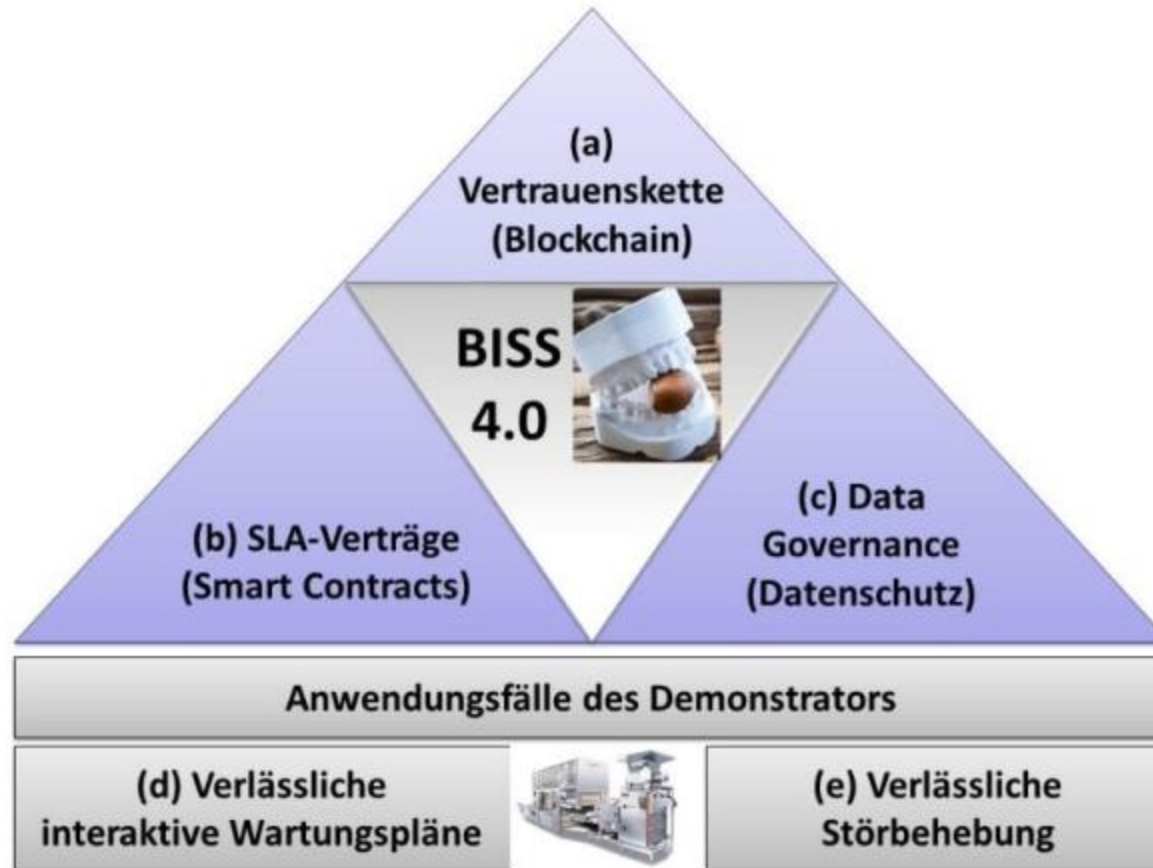 (a)
Vertrauenskette
(Blockchain)
BISS
4.0
(b) SLA-Verträge
(Smart Contracts)
(c) Data
Governance
(Datenschutz)
Anwendungsfälle des Demonstrators
(d) Verlässliche
interaktive Wartungspläne
(e) Verlässliche
Störbehebung